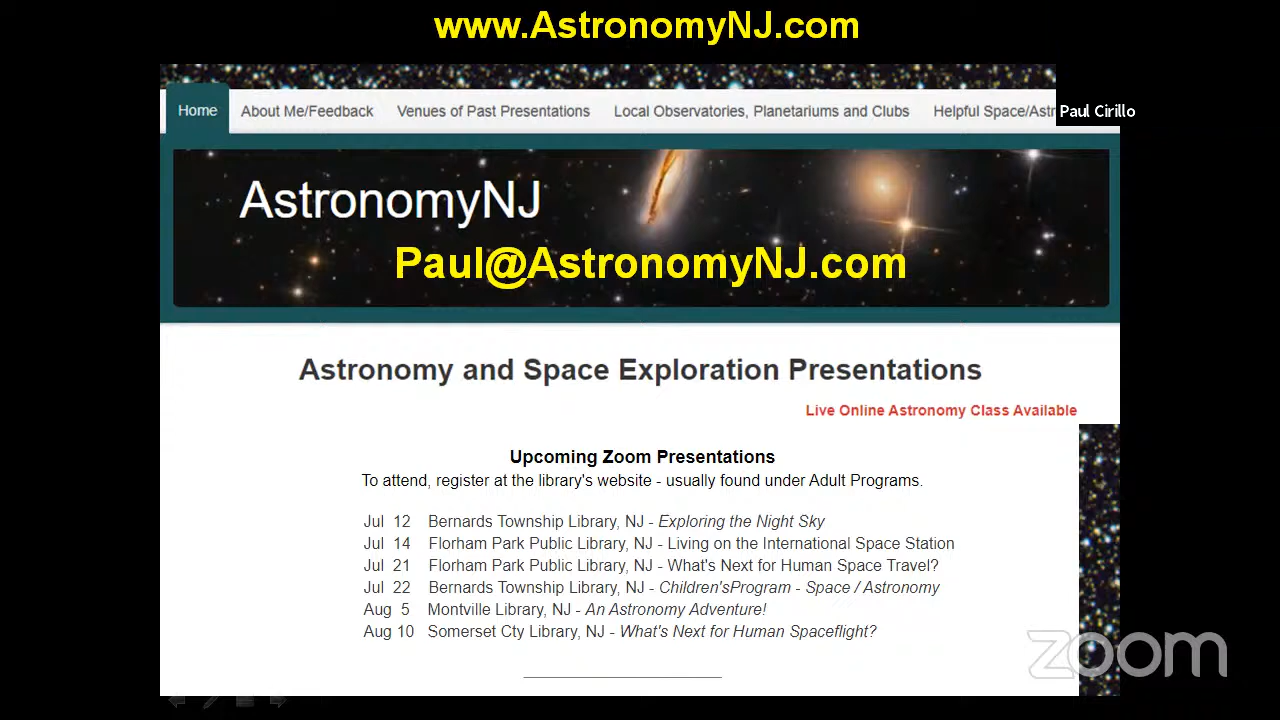 www.AstronomyNJ.com
Home About Me/Feedback Venues of Past Presentations Local Observatories, Planetariums and Clubs Helpful Space/Astr
Paul Cirillo
AstronomyNJ
Paul@AstronomyNJ.com
Astronomy and Space Exploration Presentations
Live Online Astronomy Class Available
Upcoming Zoom Presentations
To attend, register at the library's website - usually found under Adult Programs.
Jul 12 Bernards Township Library, NJ - Exploring the Night Sky
Jul 14 Florham Park Public Library, NJ - Living on the International Space Station
Jul 21 Florham Park Public Library, NJ - What's Next for Human Space Travel?
Jul 22 Bernards Township Library, NJ - Children'sProgram - Space / Astronomy
Aug 5 Montville Library, NJ - An Astronomy Adventure!
Aug 10 Somerset Cty Library, NJ - What's Next for Human Spaceflight?
zoom